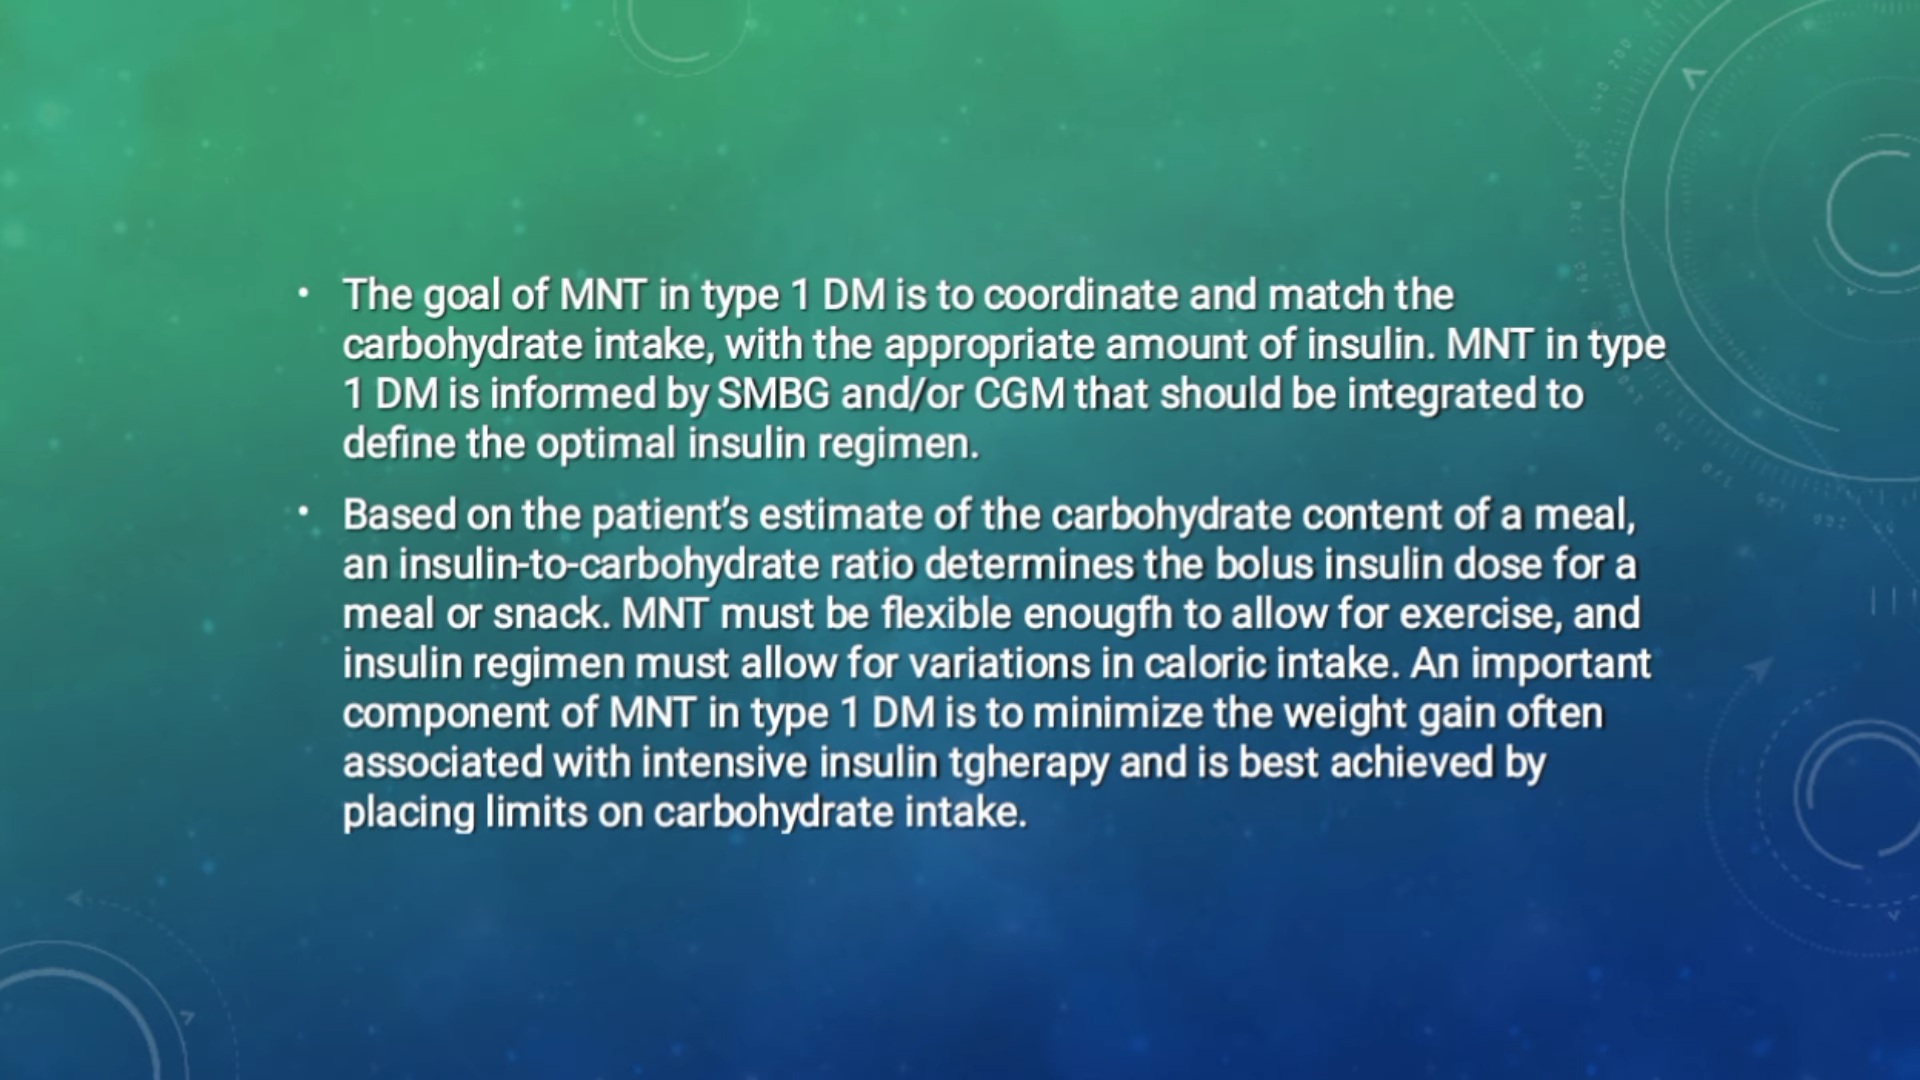 • The goal of MNT in type 1 DM is to coordinate and match the
carbohydrate intake, with the appropriate amount of insulin. MNT in type
1 DM is informed by SMBG and/or CGM that should be integrated to
define the optimal insulin regimen.
• Based on the patient’s estimate of the carbohydrate content of a meal,
an insulin-to-carbohydrate ratio determines the bolus insulin dose for a
meal or snack. MNT must be flexible enougfh to allow for exercise, and
insulin regimen must allow for variations in caloric intake. An important
component of MNT in type 1 DM is to minimize the weight gain often
associated with intensive insulin tgherapy and is best achieved by
placing limits on carbohydrate intake.